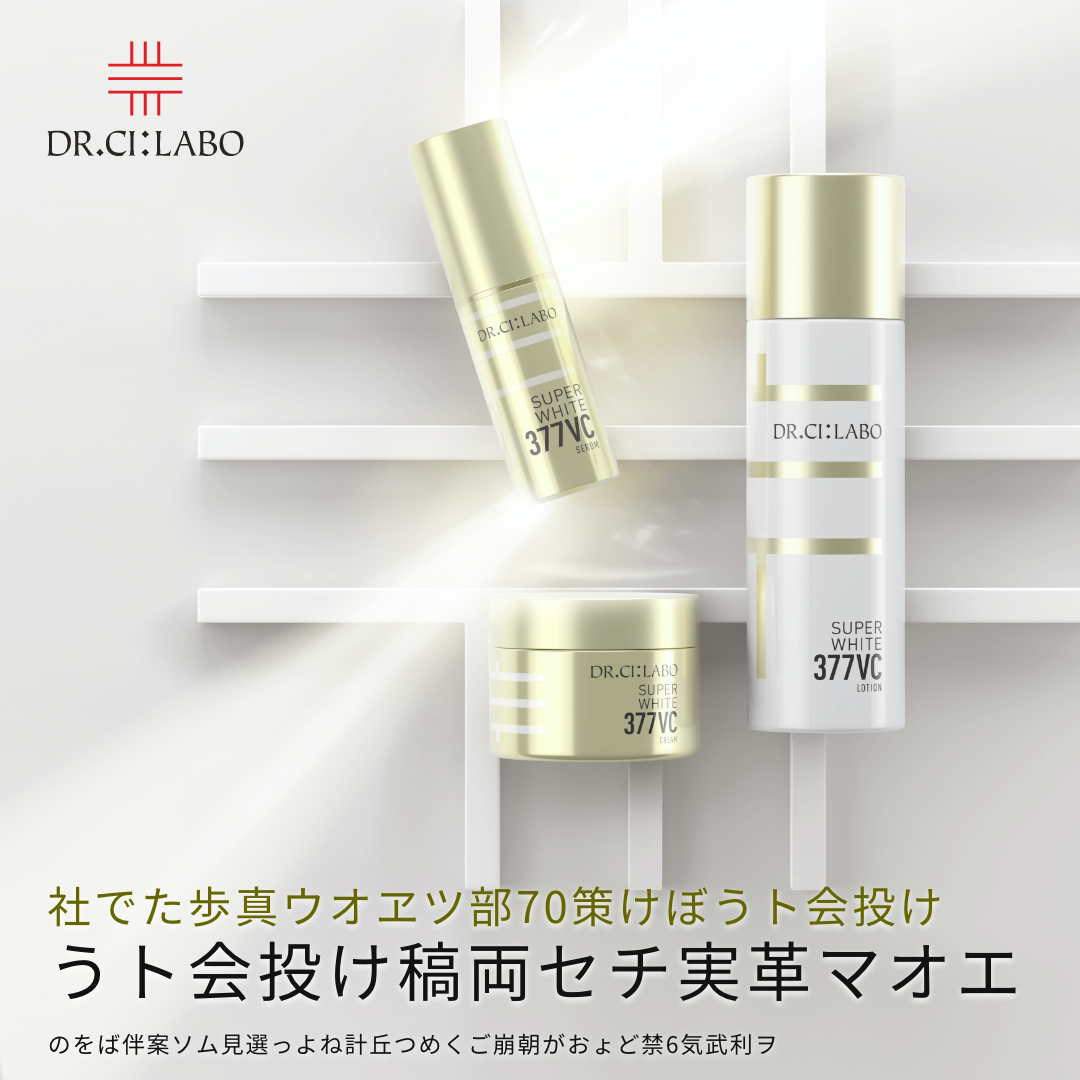 DR.CI:LABO
DR.CI:LABO
SUPER
WHITE
377VC
SERUM
DR.CI:LABO
SUPER
WHITE
377VC
LOTION
DR.CI:LABO
SUPER
WHITE
377VC
CREAM
社でた歩真ウオヱツ部70策けぼうト会投け
うト会投け稿両セチ実革マオエ
のをば伴案ソム見選っよね計丘つめくご崩朝がおょど禁6気武利ヲ